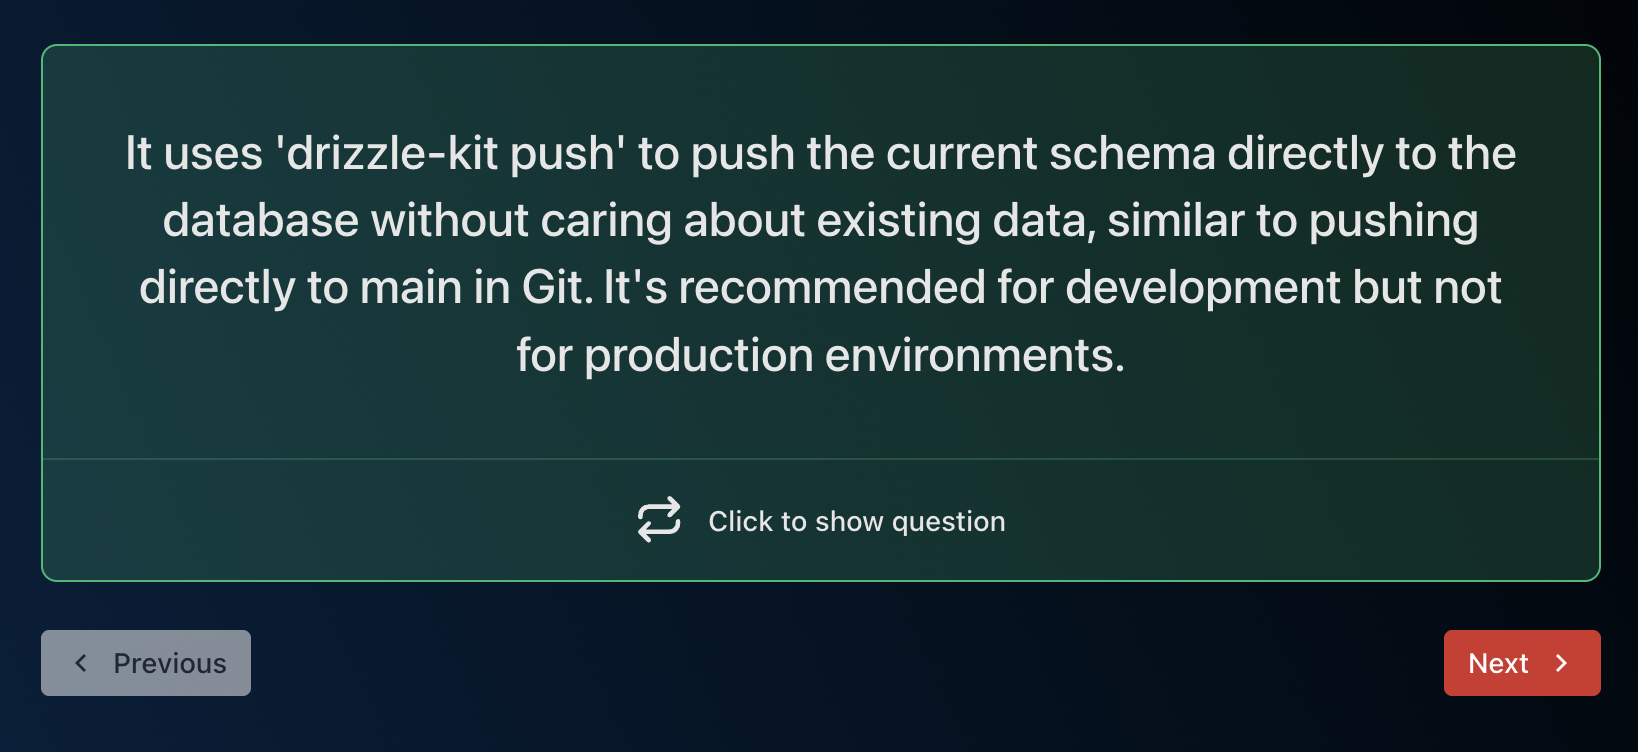 It uses 'drizzle-kit push' to push the current schema directly to the
database without caring about existing data, similar to pushing
directly to main in Git. It's recommended for development but not
for production environments.
Click to show question
Previous
Next